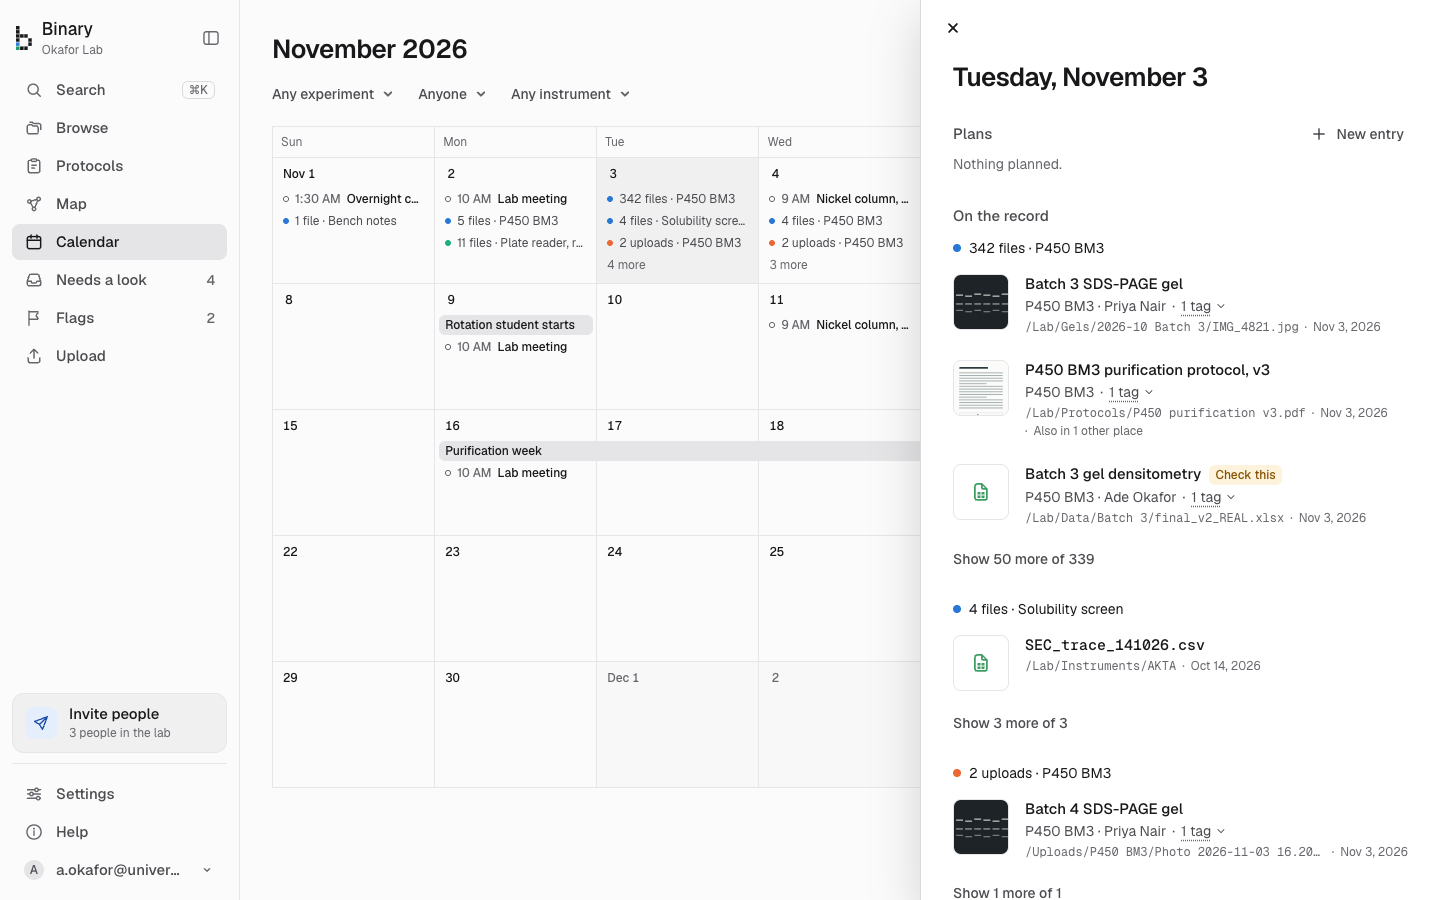 Binary
Okafor Lab
Search
⌘K
Browse
Protocols
Map
Calendar
Needs a look
4
Flags
2
Upload
Invite people
3 people in the lab
Settings
Help
A
a.okafor@univer...
November 2026
Any experiment
Anyone
Any instrument
Sun
Mon
Tue
Wed
Nov 1
1:30 AM Overnight c...
1 file · Bench notes
2
10 AM Lab meeting
5 files · P450 BM3
11 files · Plate reader, r...
3
342 files · P450 BM3
4 files · Solubility scre...
2 uploads · P450 BM3
4 more
4
9 AM Nickel column, ...
4 files · P450 BM3
2 uploads · P450 BM3
3 more
8
9
Rotation student starts
10 AM Lab meeting
10
11
9 AM Nickel column, ...
15
16
17
18
Purification week
10 AM Lab meeting
22
23
24
25
29
30
Dec 1
2
Tuesday, November 3
Plans
New entry
Nothing planned.
On the record
342 files · P450 BM3
Batch 3 SDS-PAGE gel
P450 BM3 · Priya Nair · 1 tag
/Lab/Gels/2026-10 Batch 3/IMG_4821.jpg · Nov 3, 2026
P450 BM3 purification protocol, v3
P450 BM3 · 1 tag
/Lab/Protocols/P450 purification v3.pdf · Nov 3, 2026
· Also in 1 other place
Batch 3 gel densitometry Check this
P450 BM3 · Ade Okafor · 1 tag
/Lab/Data/Batch 3/final_v2_REAL.xlsx · Nov 3, 2026
Show 50 more of 339
4 files · Solubility screen
SEC_trace_141026.csv
/Lab/Instruments/AKTA · Oct 14, 2026
Show 3 more of 3
2 uploads · P450 BM3
Batch 4 SDS-PAGE gel
P450 BM3 · Priya Nair · 1 tag
/Uploads/P450 BM3/Photo 2026-11-03 16.20... · Nov 3, 2026
Show 1 more of 1